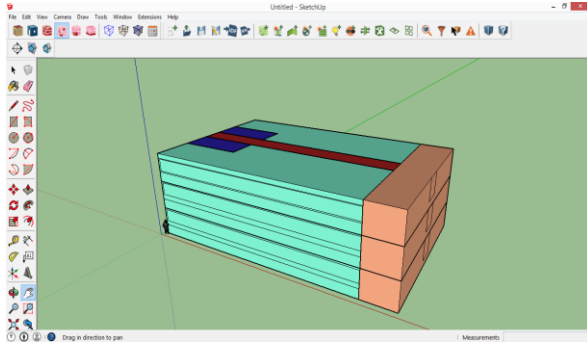 Untitled - SketchUp
File Edit View Camera Draw Tools Window Extensions Help
Drag in direction to pan
Measurements